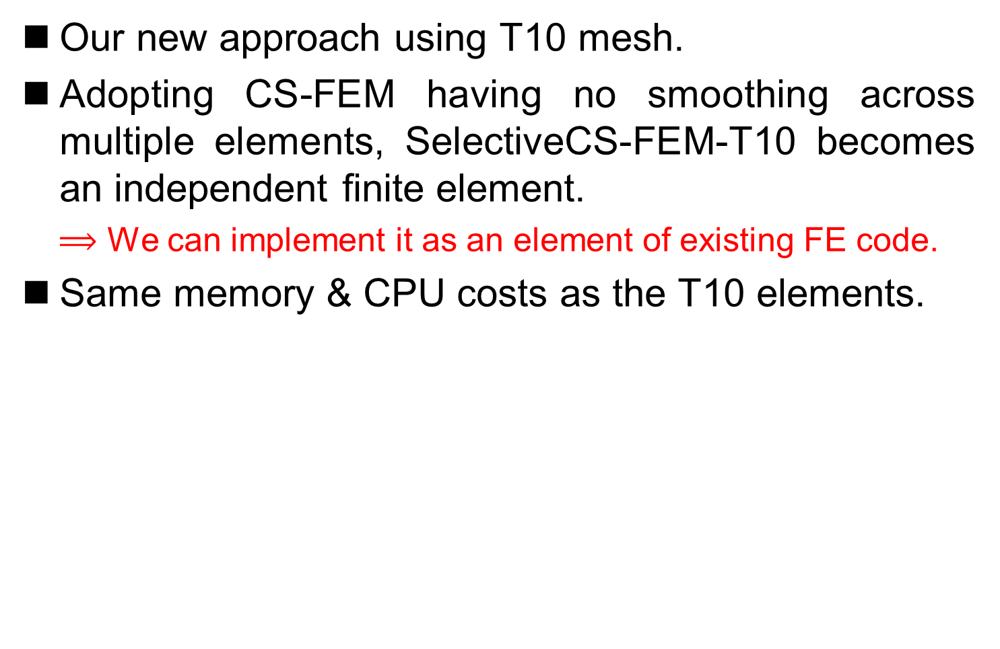 ■ Our new approach using T10 mesh.
■ Adopting CS-FEM having no smoothing across
multiple elements, SelectiveCS-FEM-T10 becomes
an independent finite element.
⟹ We can implement it as an element of existing FE code.
■ Same memory & CPU costs as the T10 elements.